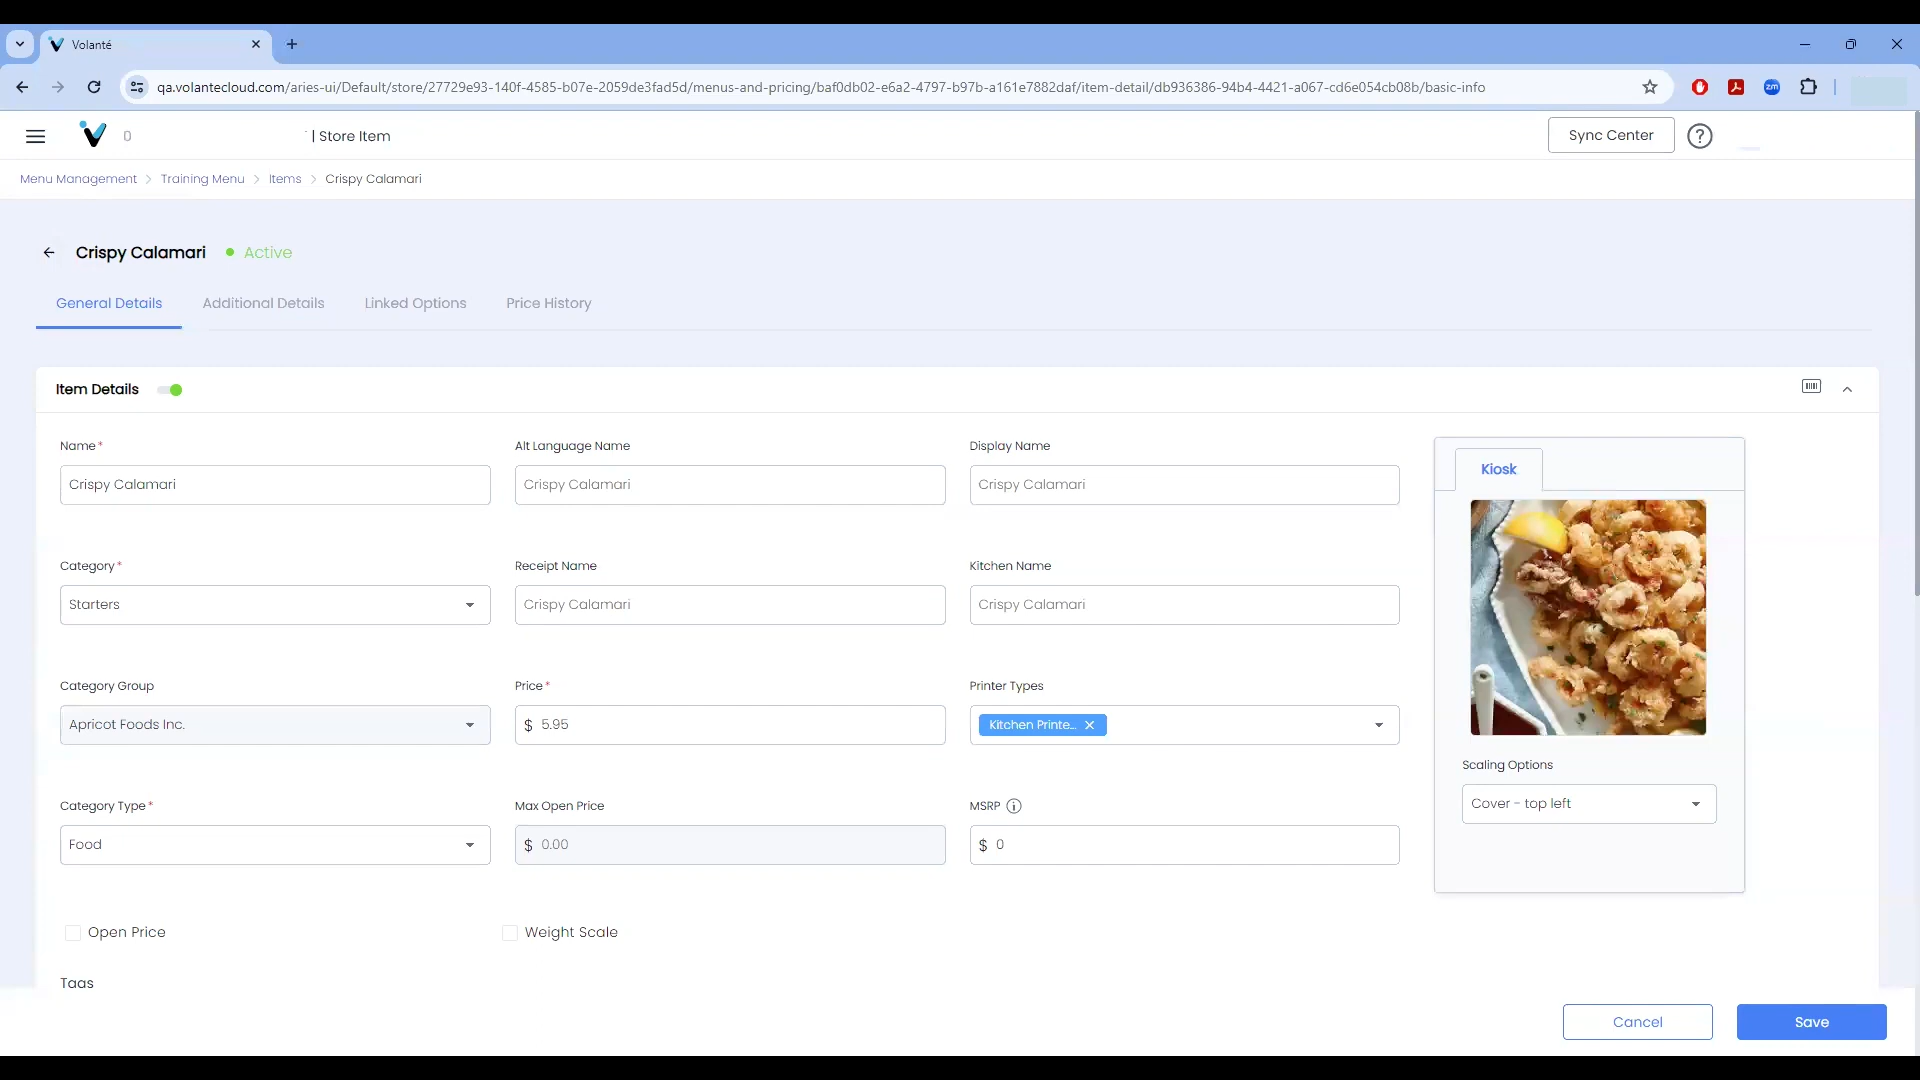 Volanté
qa.volantecloud.com/aries-ui/Default/store/27729e93-140f-4585-b07e-2059de3fad5d/menus-and-pricing/baf0db02-e6a2-4797-b97b-a161e7882daf/item-detail/db936386-94b4-4421-a067-cd6e054cb08b/basic-info
zm
0
| Store Item
Sync Center
?
Menu Management > Training Menu > Items > Crispy Calamari
Crispy Calamari Active
General Details Additional Details Linked Options Price History
Item Details
Name* Alt Language Name Display Name
Crispy Calamari Crispy Calamari Crispy Calamari
Kiosk
Category* Receipt Name Kitchen Name
Starters Crispy Calamari Crispy Calamari
Category Group Price* Printer Types
Apricot Foods Inc. $ 5.95 Kitchen Printe...
Scaling Options
Cover - top left
Category Type* Max Open Price MSRP
Food $ 0.00 $ 0
Open Price Weight Scale
Tags
Cancel Save